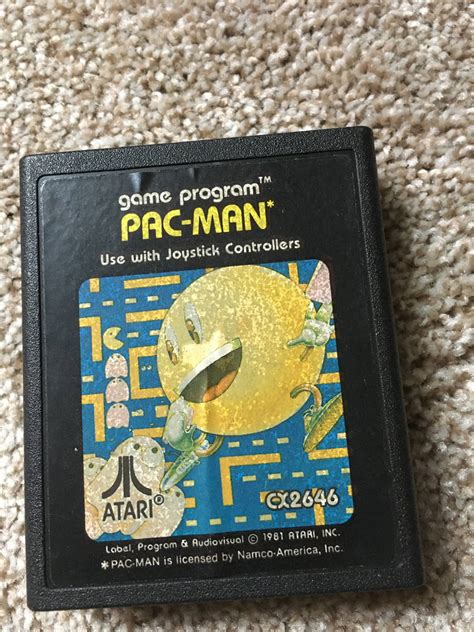 game program™
PAC-MAN*
Use with Joystick Controllers
ATARI®
CX2646
Label, Program & Audiovisual © 1981 ATARI, INC.
*PAC-MAN is licensed by Namco-America, Inc.